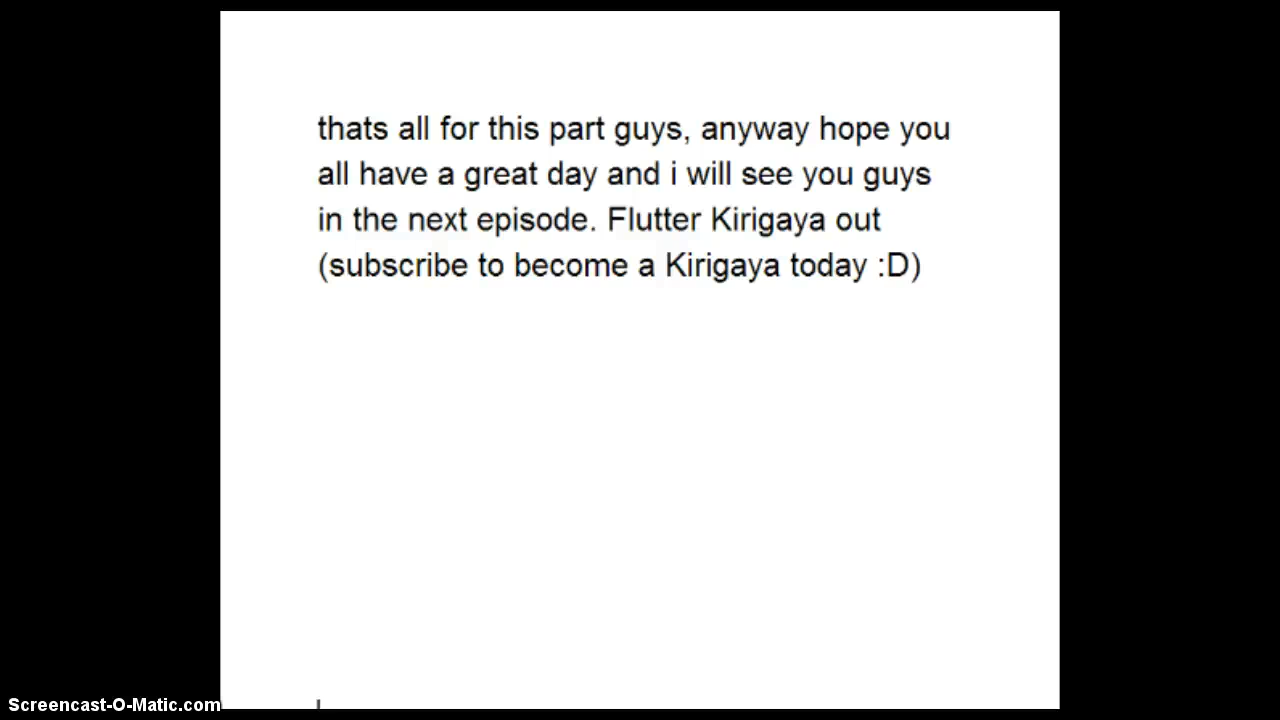 thats all for this part guys, anyway hope you
all have a great day and i will see you guys
in the next episode. Flutter Kirigaya out
(subscribe to become a Kirigaya today :D)
Screencast-O-Matic.com